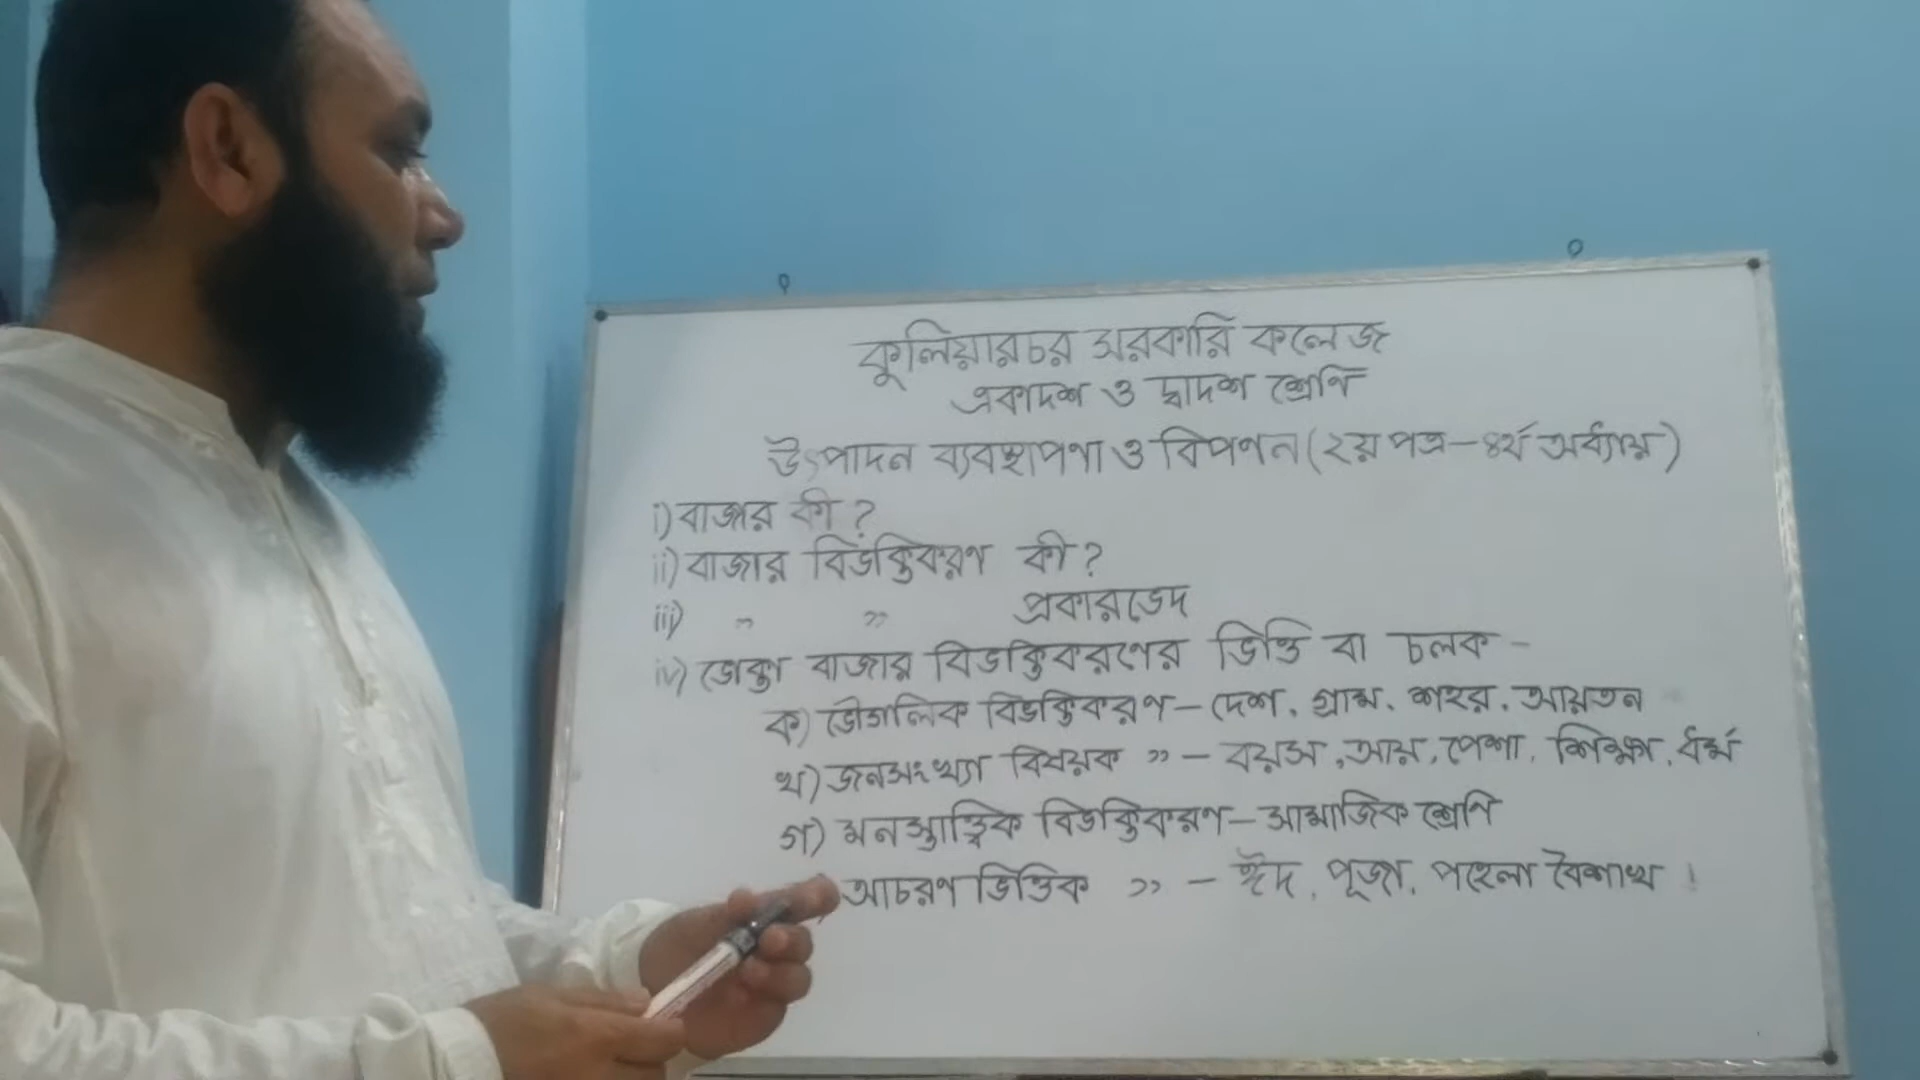 কুলিয়ারচর সরকারি কলেজ
একাদশ ও দ্বাদশ শ্রেণি
উৎপাদন ব্যবস্থাপনা ও বিপণন (২য় পত্র - ৪র্থ অধ্যায়)
i) বাজার কী?
ii) বাজার বিভক্তিকরণ কী?
iii) " " প্রকারভেদ
iv) ভোক্তা বাজার বিভক্তিকরণের ভিত্তি বা চলক -
ক) ভৌগলিক বিভক্তিকরণ - দেশ, গ্রাম, শহর, আয়তন
খ) জনসংখ্যা বিষয়ক " - বয়স, আয়, পেশা, শিক্ষা, ধর্ম
গ) মনস্তাত্ত্বিক বিভক্তিকরণ - সামাজিক শ্রেণি
আচরণ ভিত্তিক " - ঈদ, পূজা, পহেলা বৈশাখ।